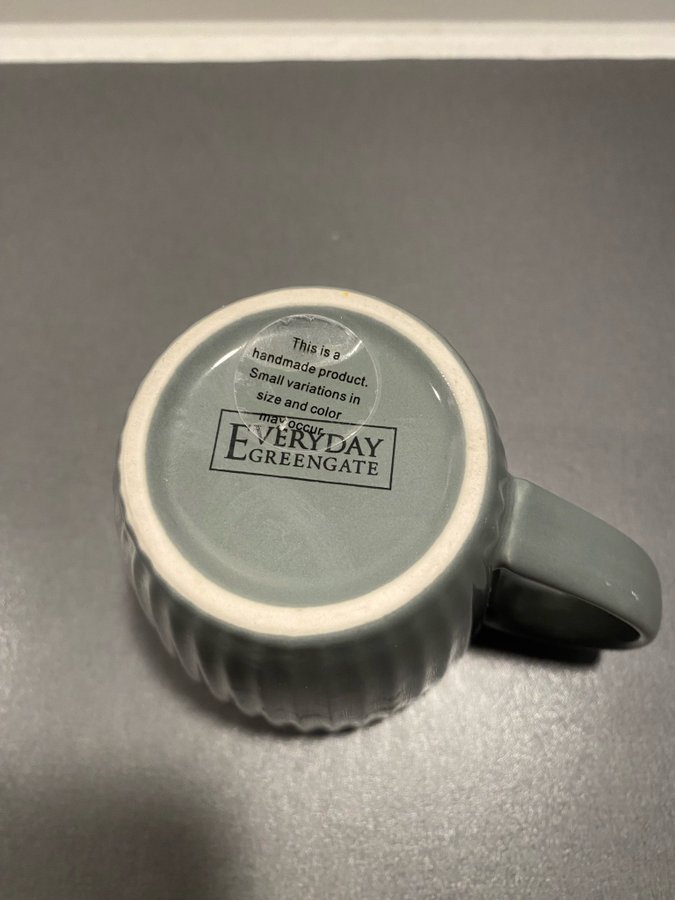 This is a
handmade product.
Small variations in
size and color
may occur.
EVERYDAY
GREENGATE